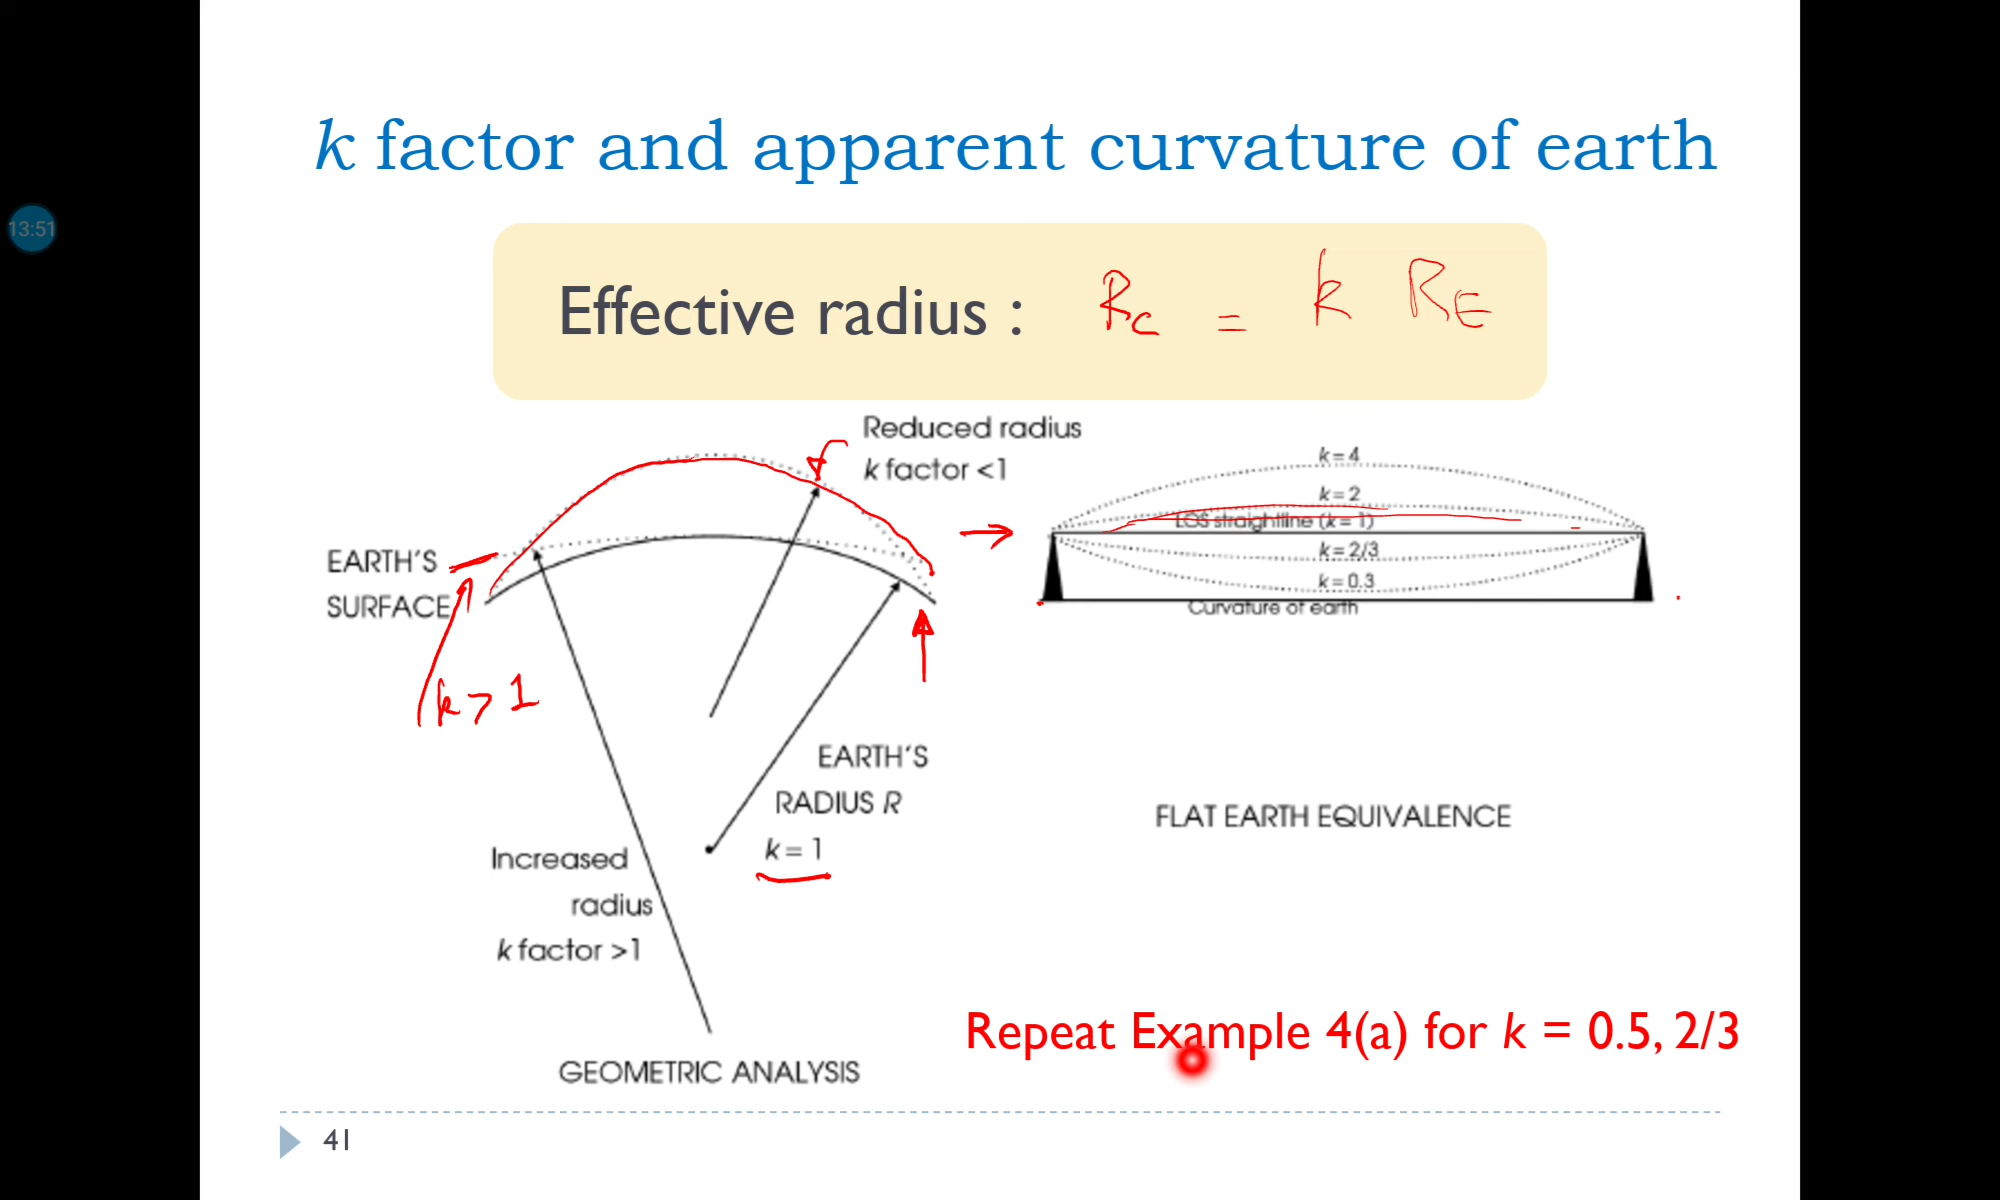 k factor and apparent curvature of earth
13:51
Effective radius : Rc = k RE
Reduced radius
k factor <1
EARTH'S
SURFACE
k > 1
EARTH'S
RADIUS R
k = 1
Increased
radius
k factor >1
GEOMETRIC ANALYSIS
k = 4
k = 2
LOS straightline (k = 1)
k = 2/3
k = 0.3
Curvature of earth
FLAT EARTH EQUIVALENCE
Repeat Example 4(a) for k = 0.5, 2/3
41